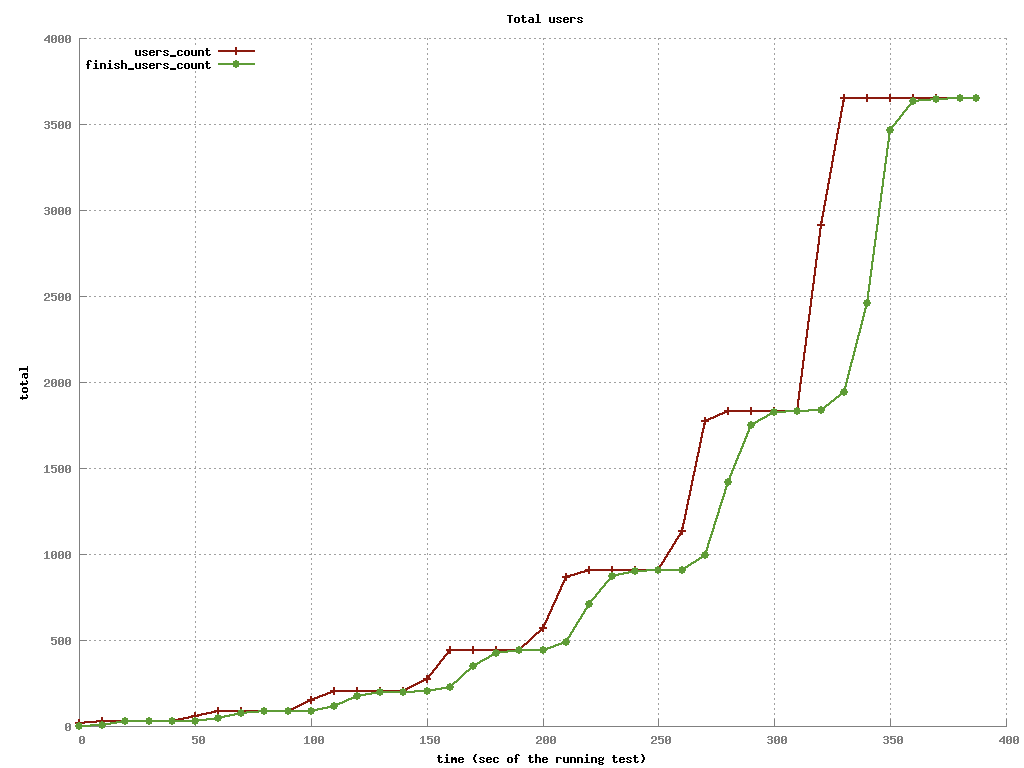 Total users
users_count
finish_users_count
4000
3500
3000
2500
2000
1500
1000
500
0
total
0 50 100 150 200 250 300 350 400
time (sec of the running test)